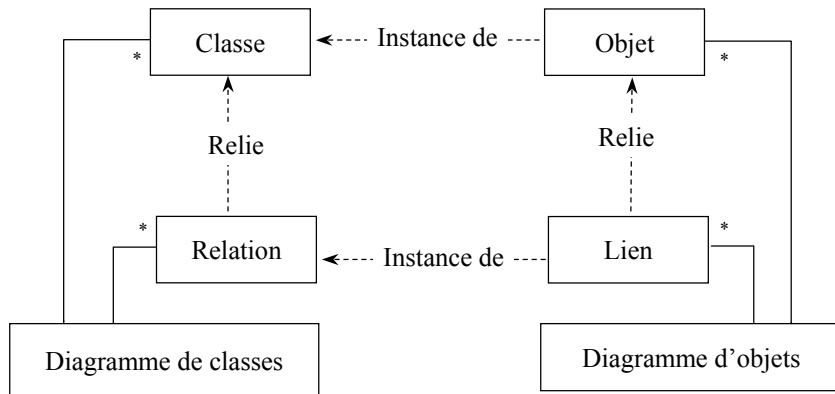 Classe
Instance de
Objet
*
*
Relie
Relie
*
*
Relation
Instance de
Lien
Diagramme de classes
Diagramme d’objets